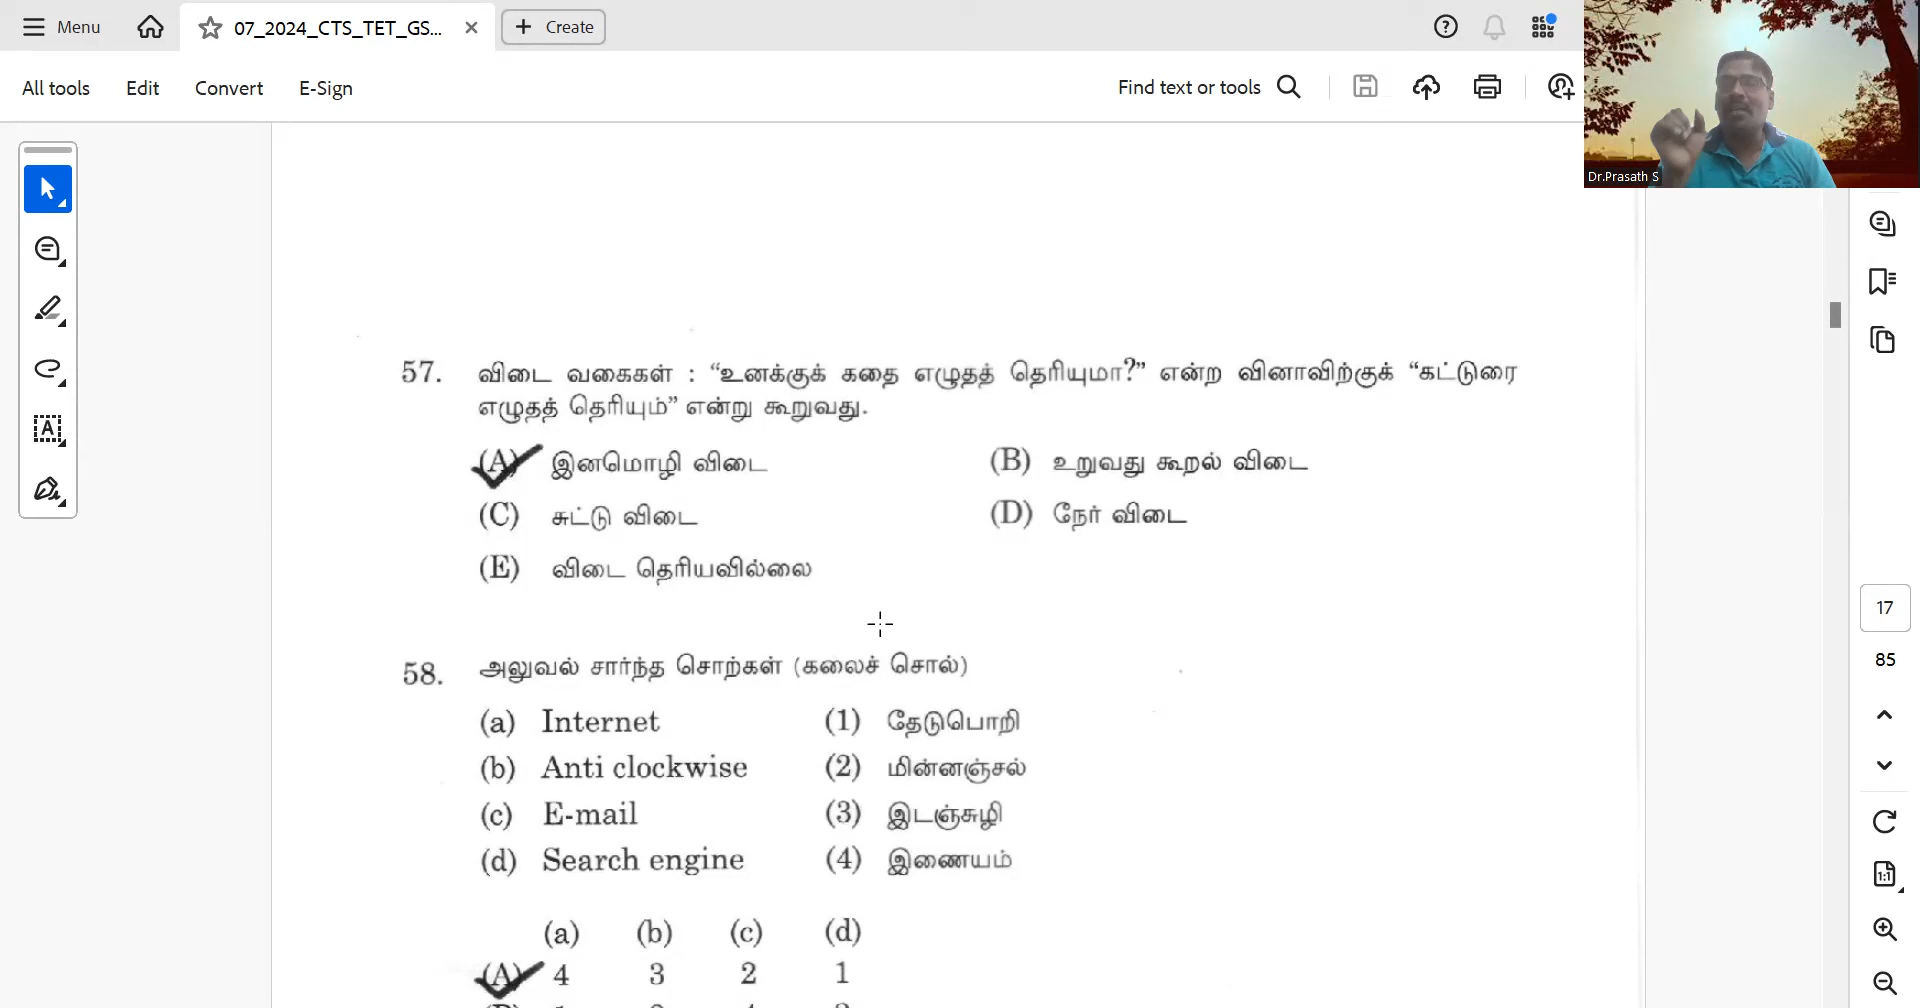 Menu
07_2024_CTS_TET_GS...
Create
All tools
Edit
Convert
E-Sign
Find text or tools
Dr.Prasath S
57. விடை வகைகள் : “உனக்குக் கதை எழுதத் தெரியுமா?” என்ற வினாவிற்குக் “கட்டுரை
எழுதத் தெரியும்” என்று கூறுவது.
(A) இனமொழி விடை (B) உறுவது கூறல் விடை
(C) சுட்டு விடை (D) நேர் விடை
(E) விடை தெரியவில்லை
58. அலுவல் சார்ந்த சொற்கள் (கலைச் சொல்)
(a) Internet (1) தேடுபொறி
(b) Anti clockwise (2) மின்னஞ்சல்
(c) E-mail (3) இடஞ்சுழி
(d) Search engine (4) இணையம்
(a) (b) (c) (d)
(A) 4 3 2 1
17
85
1:1